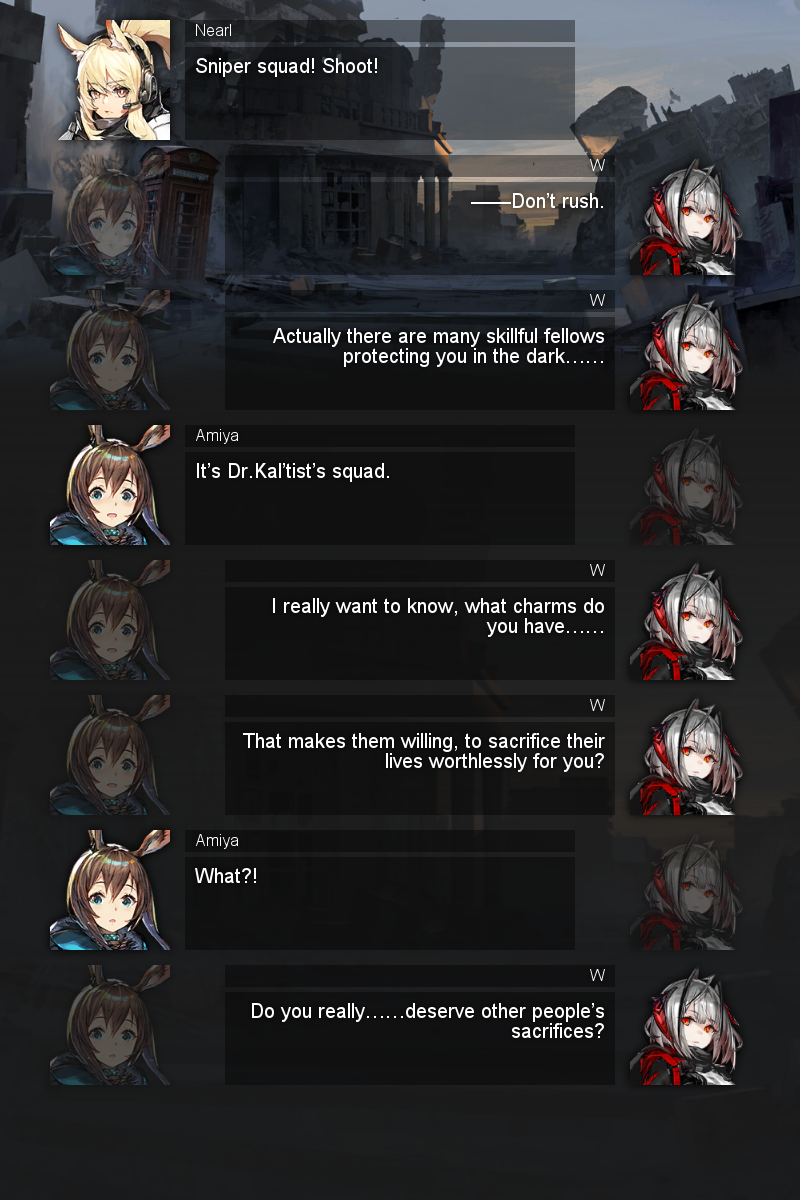 Nearl
Sniper squad! Shoot!
W
——Don't rush.
W
Actually there are many skillful fellows
protecting you in the dark……
Amiya
It's Dr.Kal'tist's squad.
W
I really want to know, what charms do
you have……
W
That makes them willing, to sacrifice their
lives worthlessly for you?
Amiya
What?!
W
Do you really……deserve other people's
sacrifices?